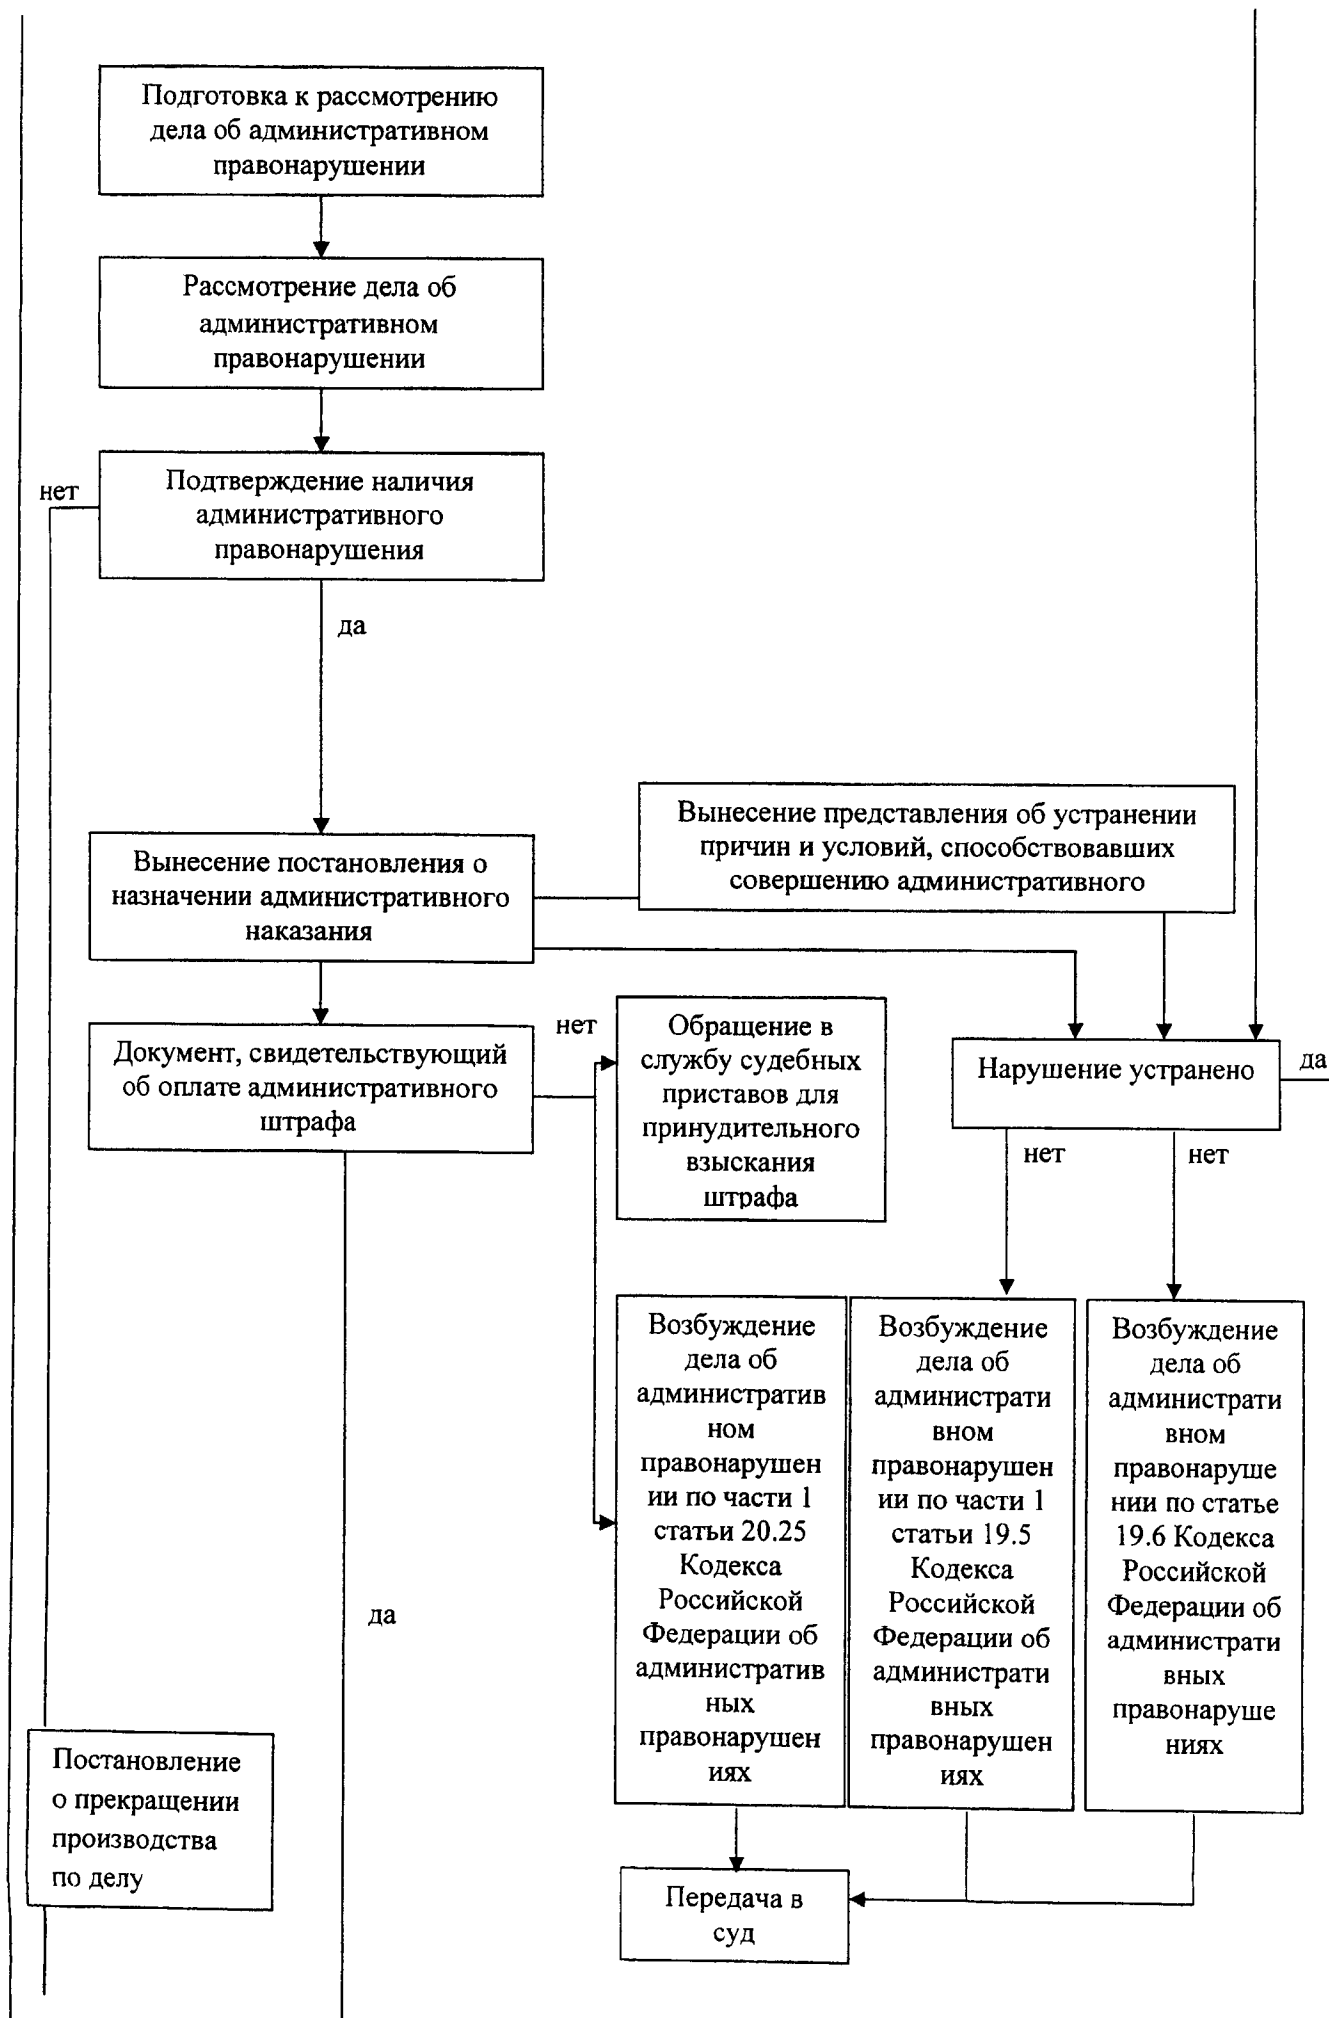 Подготовка к рассмотрению
дела об административном
правонарушении
Рассмотрение дела об
административном
правонарушении
нет
Подтверждение наличия
административного
правонарушения
да
Вынесение представления об устранении
причин и условий, способствовавших
совершению административного
Вынесение постановления о
назначении административного
наказания
Документ, свидетельствующий
об оплате административного
штрафа
нет
Обращение в
службу судебных
приставов для
принудительного
взыскания
штрафа
Нарушение устранено
да
нет
нет
Возбуждение
дела об
административ
ном
правонарушен
ии по части 1
статьи 20.25
Кодекса
Российской
Федерации об
административ
ных
правонарушен
иях
Возбуждение
дела об
администрати
вном
правонарушен
ии по части 1
статьи 19.5
Кодекса
Российской
Федерации об
администрати
вных
правонарушен
иях
Возбуждение
дела об
администрати
вном
правонаруше
нии по статье
19.6 Кодекса
Российской
Федерации об
администрати
вных
правонаруше
ниях
да
Постановление
о прекращении
производства
по делу
Передача в
суд